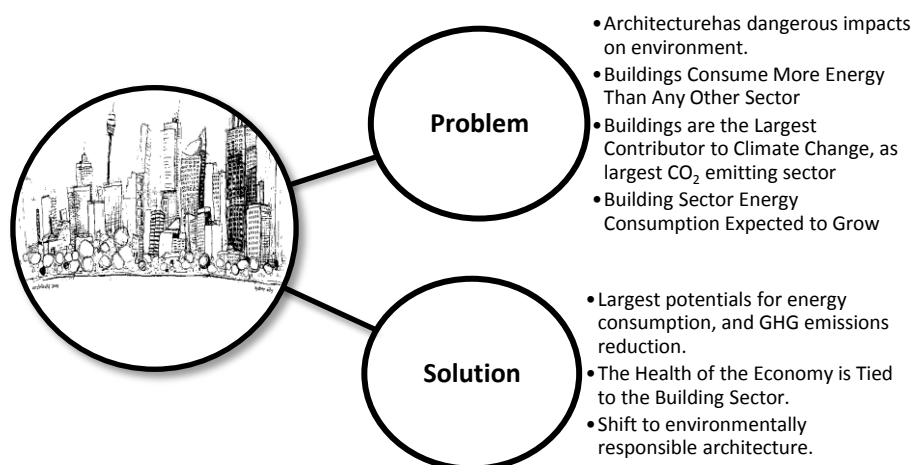 Problem
•Architecturehas dangerous impacts
on environment.
•Buildings Consume More Energy
Than Any Other Sector
•Buildings are the Largest
Contributor to Climate Change, as
largest CO₂ emitting sector
•Building Sector Energy
Consumption Expected to Grow
Solution
•Largest potentials for energy
consumption, and GHG emissions
reduction.
•The Health of the Economy is Tied
to the Building Sector.
•Shift to environmentally
responsible architecture.